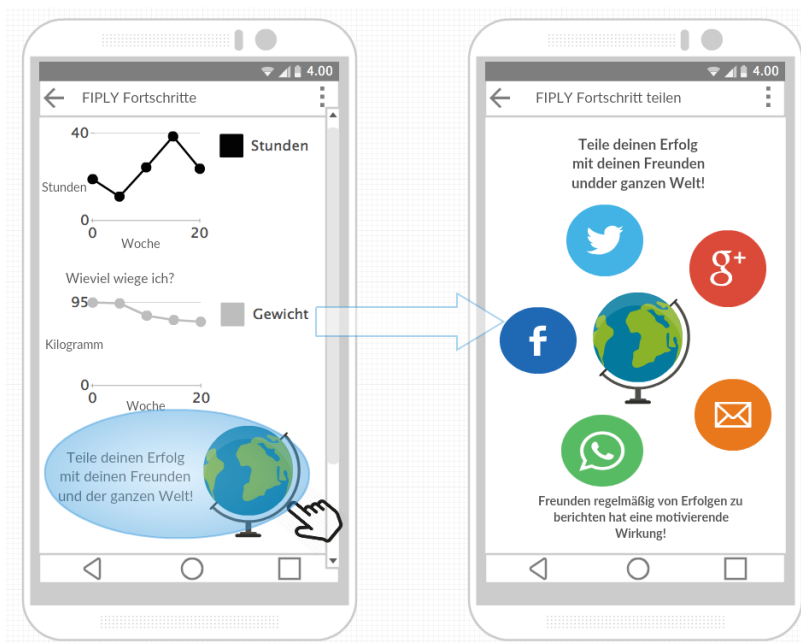 4.00
FIPLY Fortschritte
40
Stunden
Stunden
0
0
20
Woche
Wieviel wiege ich?
95
Gewicht
Kilogramm
0
0
20
Woche
Teile deinen Erfolg
mit deinen Freunden
und der ganzen Welt!
4.00
FIPLY Fortschritt teilen
Teile deinen Erfolg
mit deinen Freunden
undder ganzen Welt!
g+
f
Freunden regelmäßig von Erfolgen zu
berichten hat eine motivierende
Wirkung!